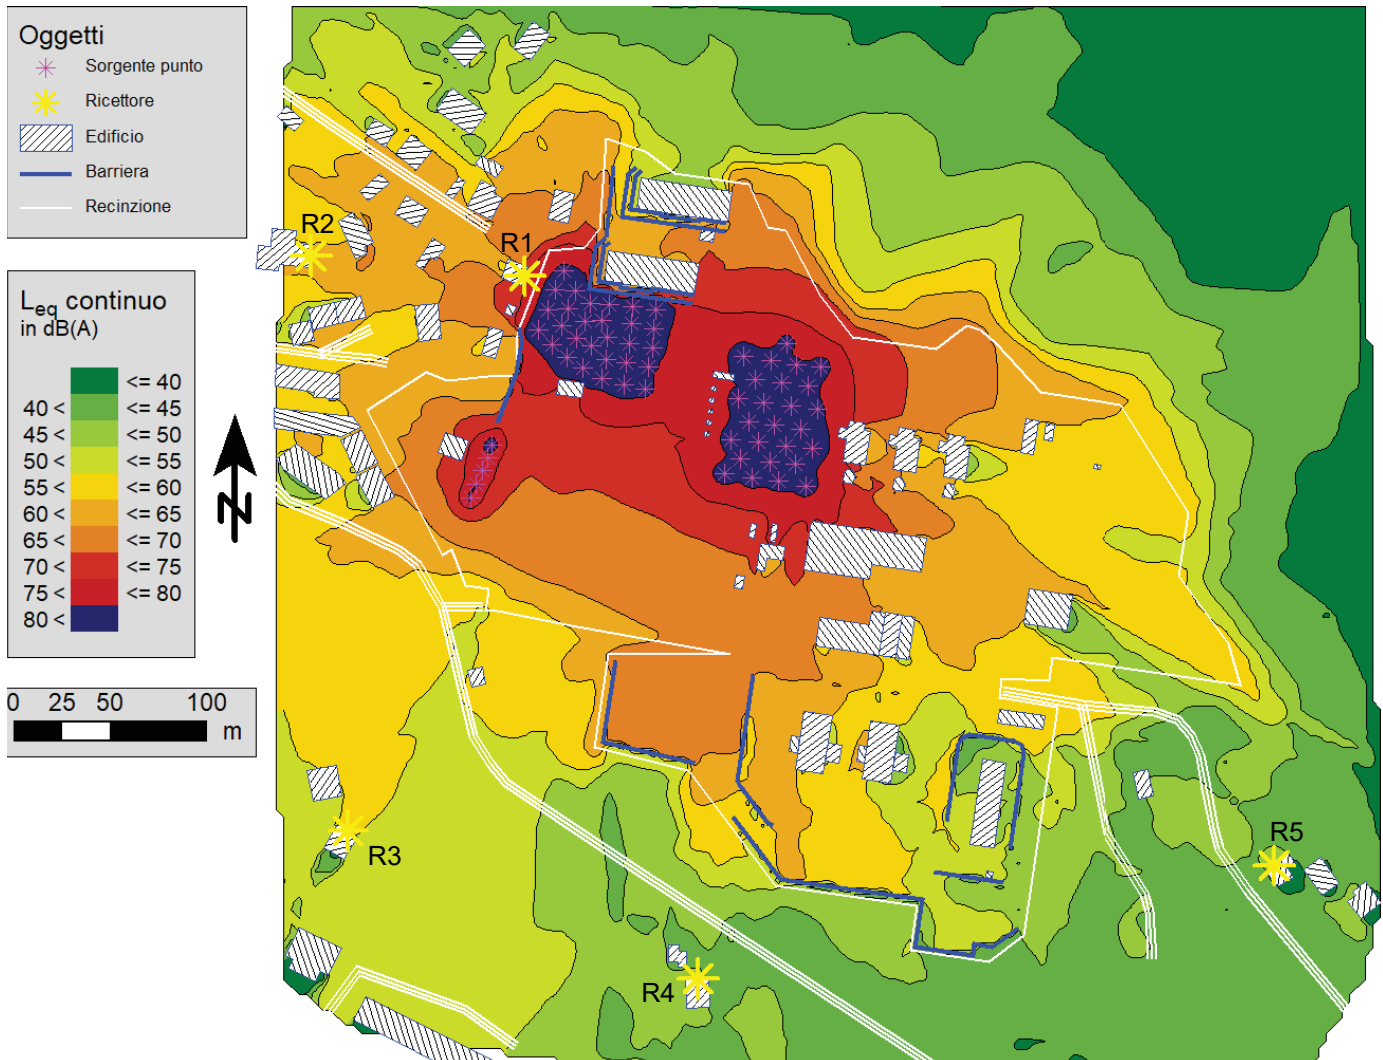 Oggetti
Sorgente punto
Ricettore
Edificio
Barriera
Recinzione
Leq continuo
in dB(A)
<= 40
40 < <= 45
45 < <= 50
50 < <= 55
55 < <= 60
60 < <= 65
65 < <= 70
70 < <= 75
75 < <= 80
80 <
N
0 25 50 100
m
R2
R1
R3
R4
R5